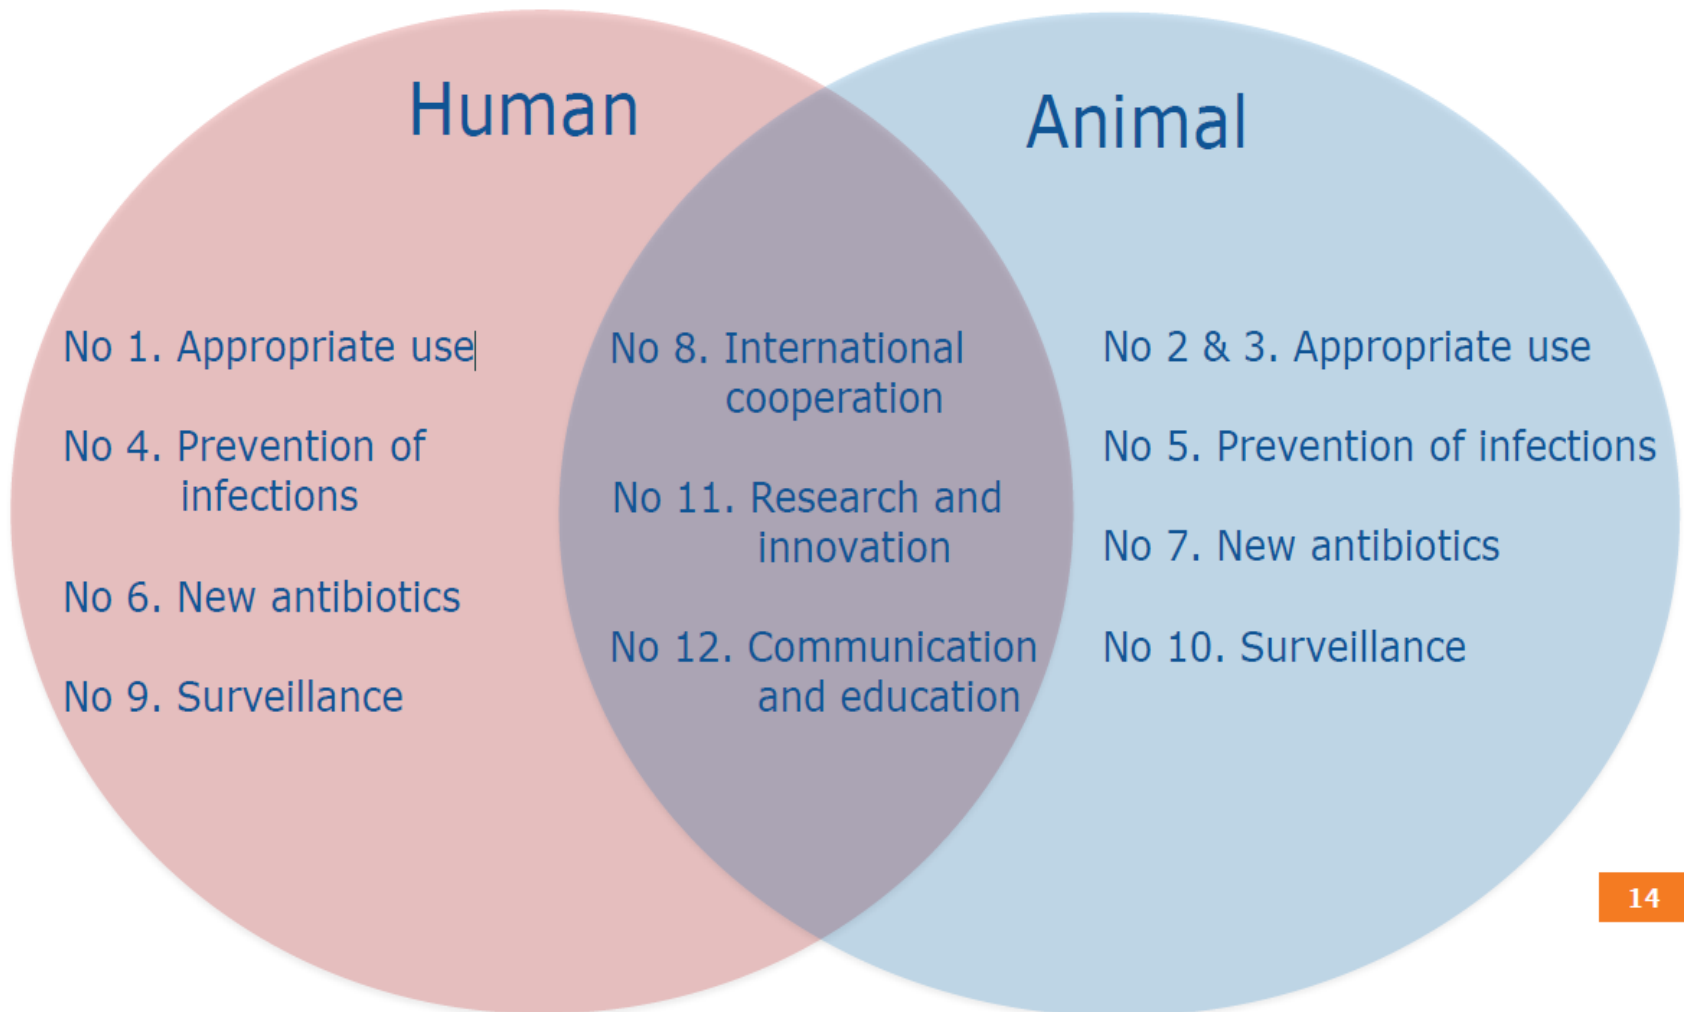 Human
Animal
No 1. Appropriate use
No 4. Prevention of
infections
No 6. New antibiotics
No 9. Surveillance
No 8. International
cooperation
No 11. Research and
innovation
No 12. Communication
and education
No 2 & 3. Appropriate use
No 5. Prevention of infections
No 7. New antibiotics
No 10. Surveillance
14